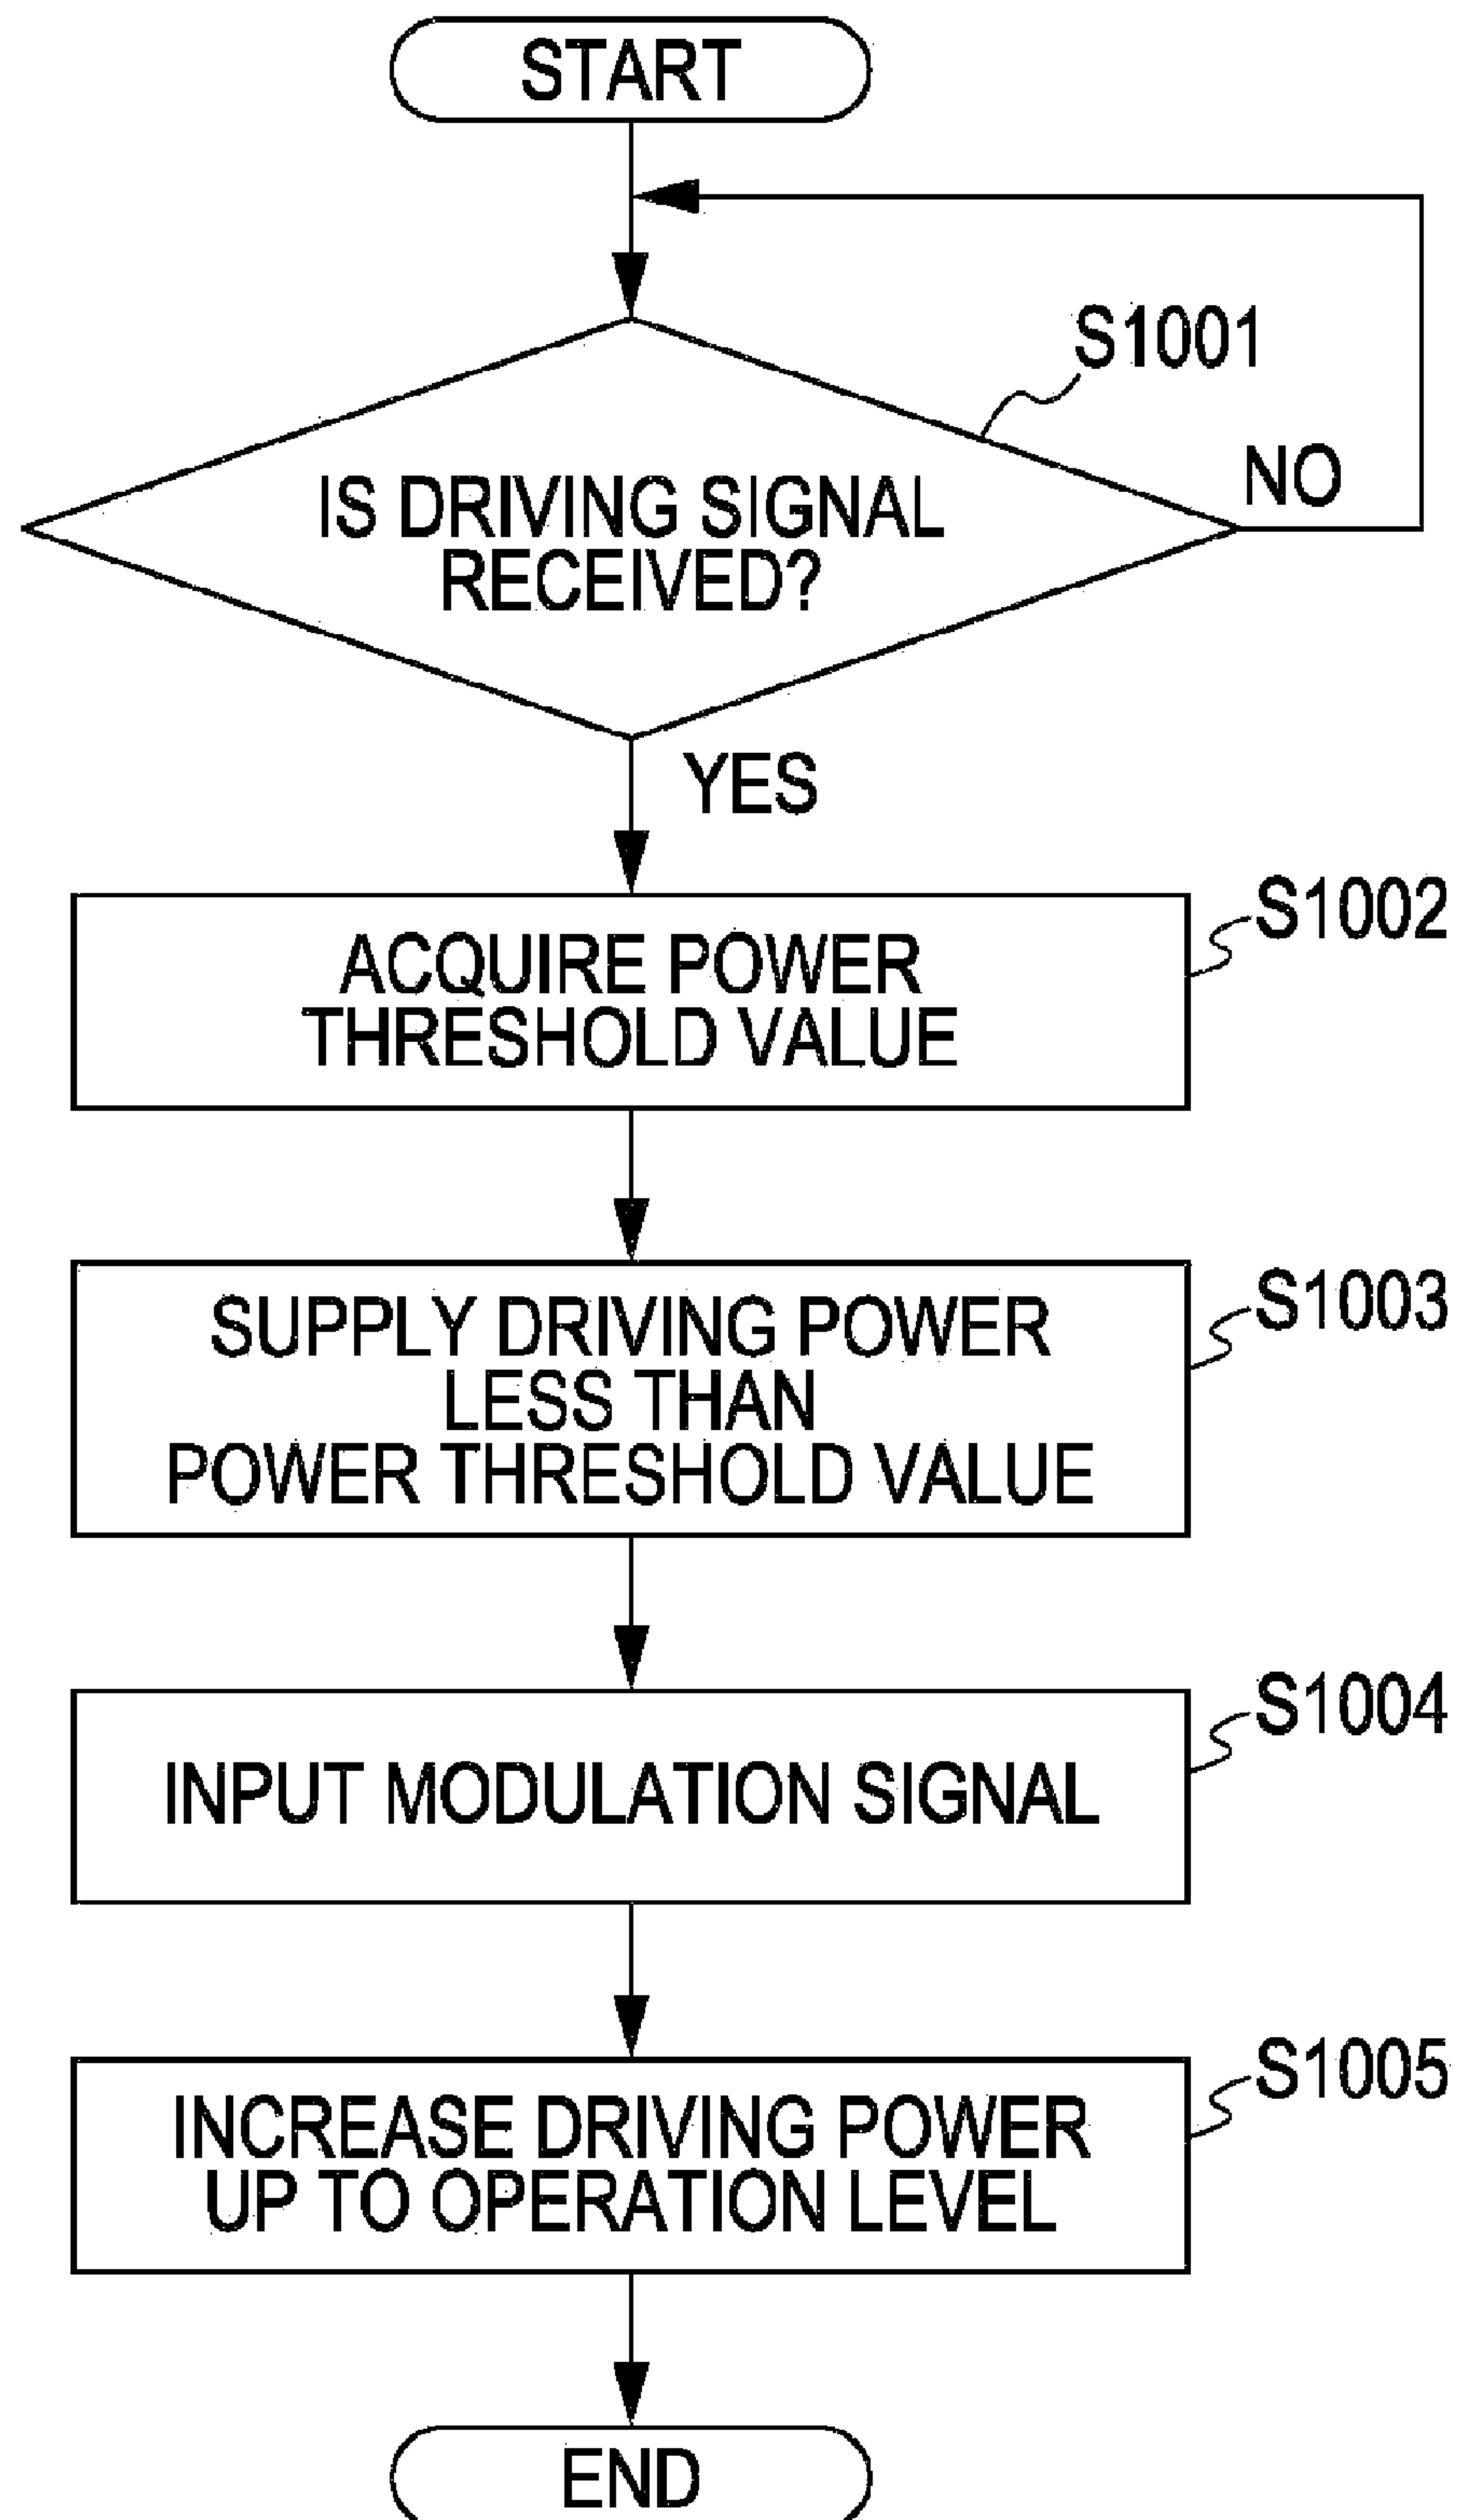 START
S1001
IS DRIVING SIGNAL
RECEIVED?
NO
YES
S1002
ACQUIRE POWER
THRESHOLD VALUE
S1003
SUPPLY DRIVING POWER
LESS THAN
POWER THRESHOLD VALUE
S1004
INPUT MODULATION SIGNAL
S1005
INCREASE DRIVING POWER
UP TO OPERATION LEVEL
END